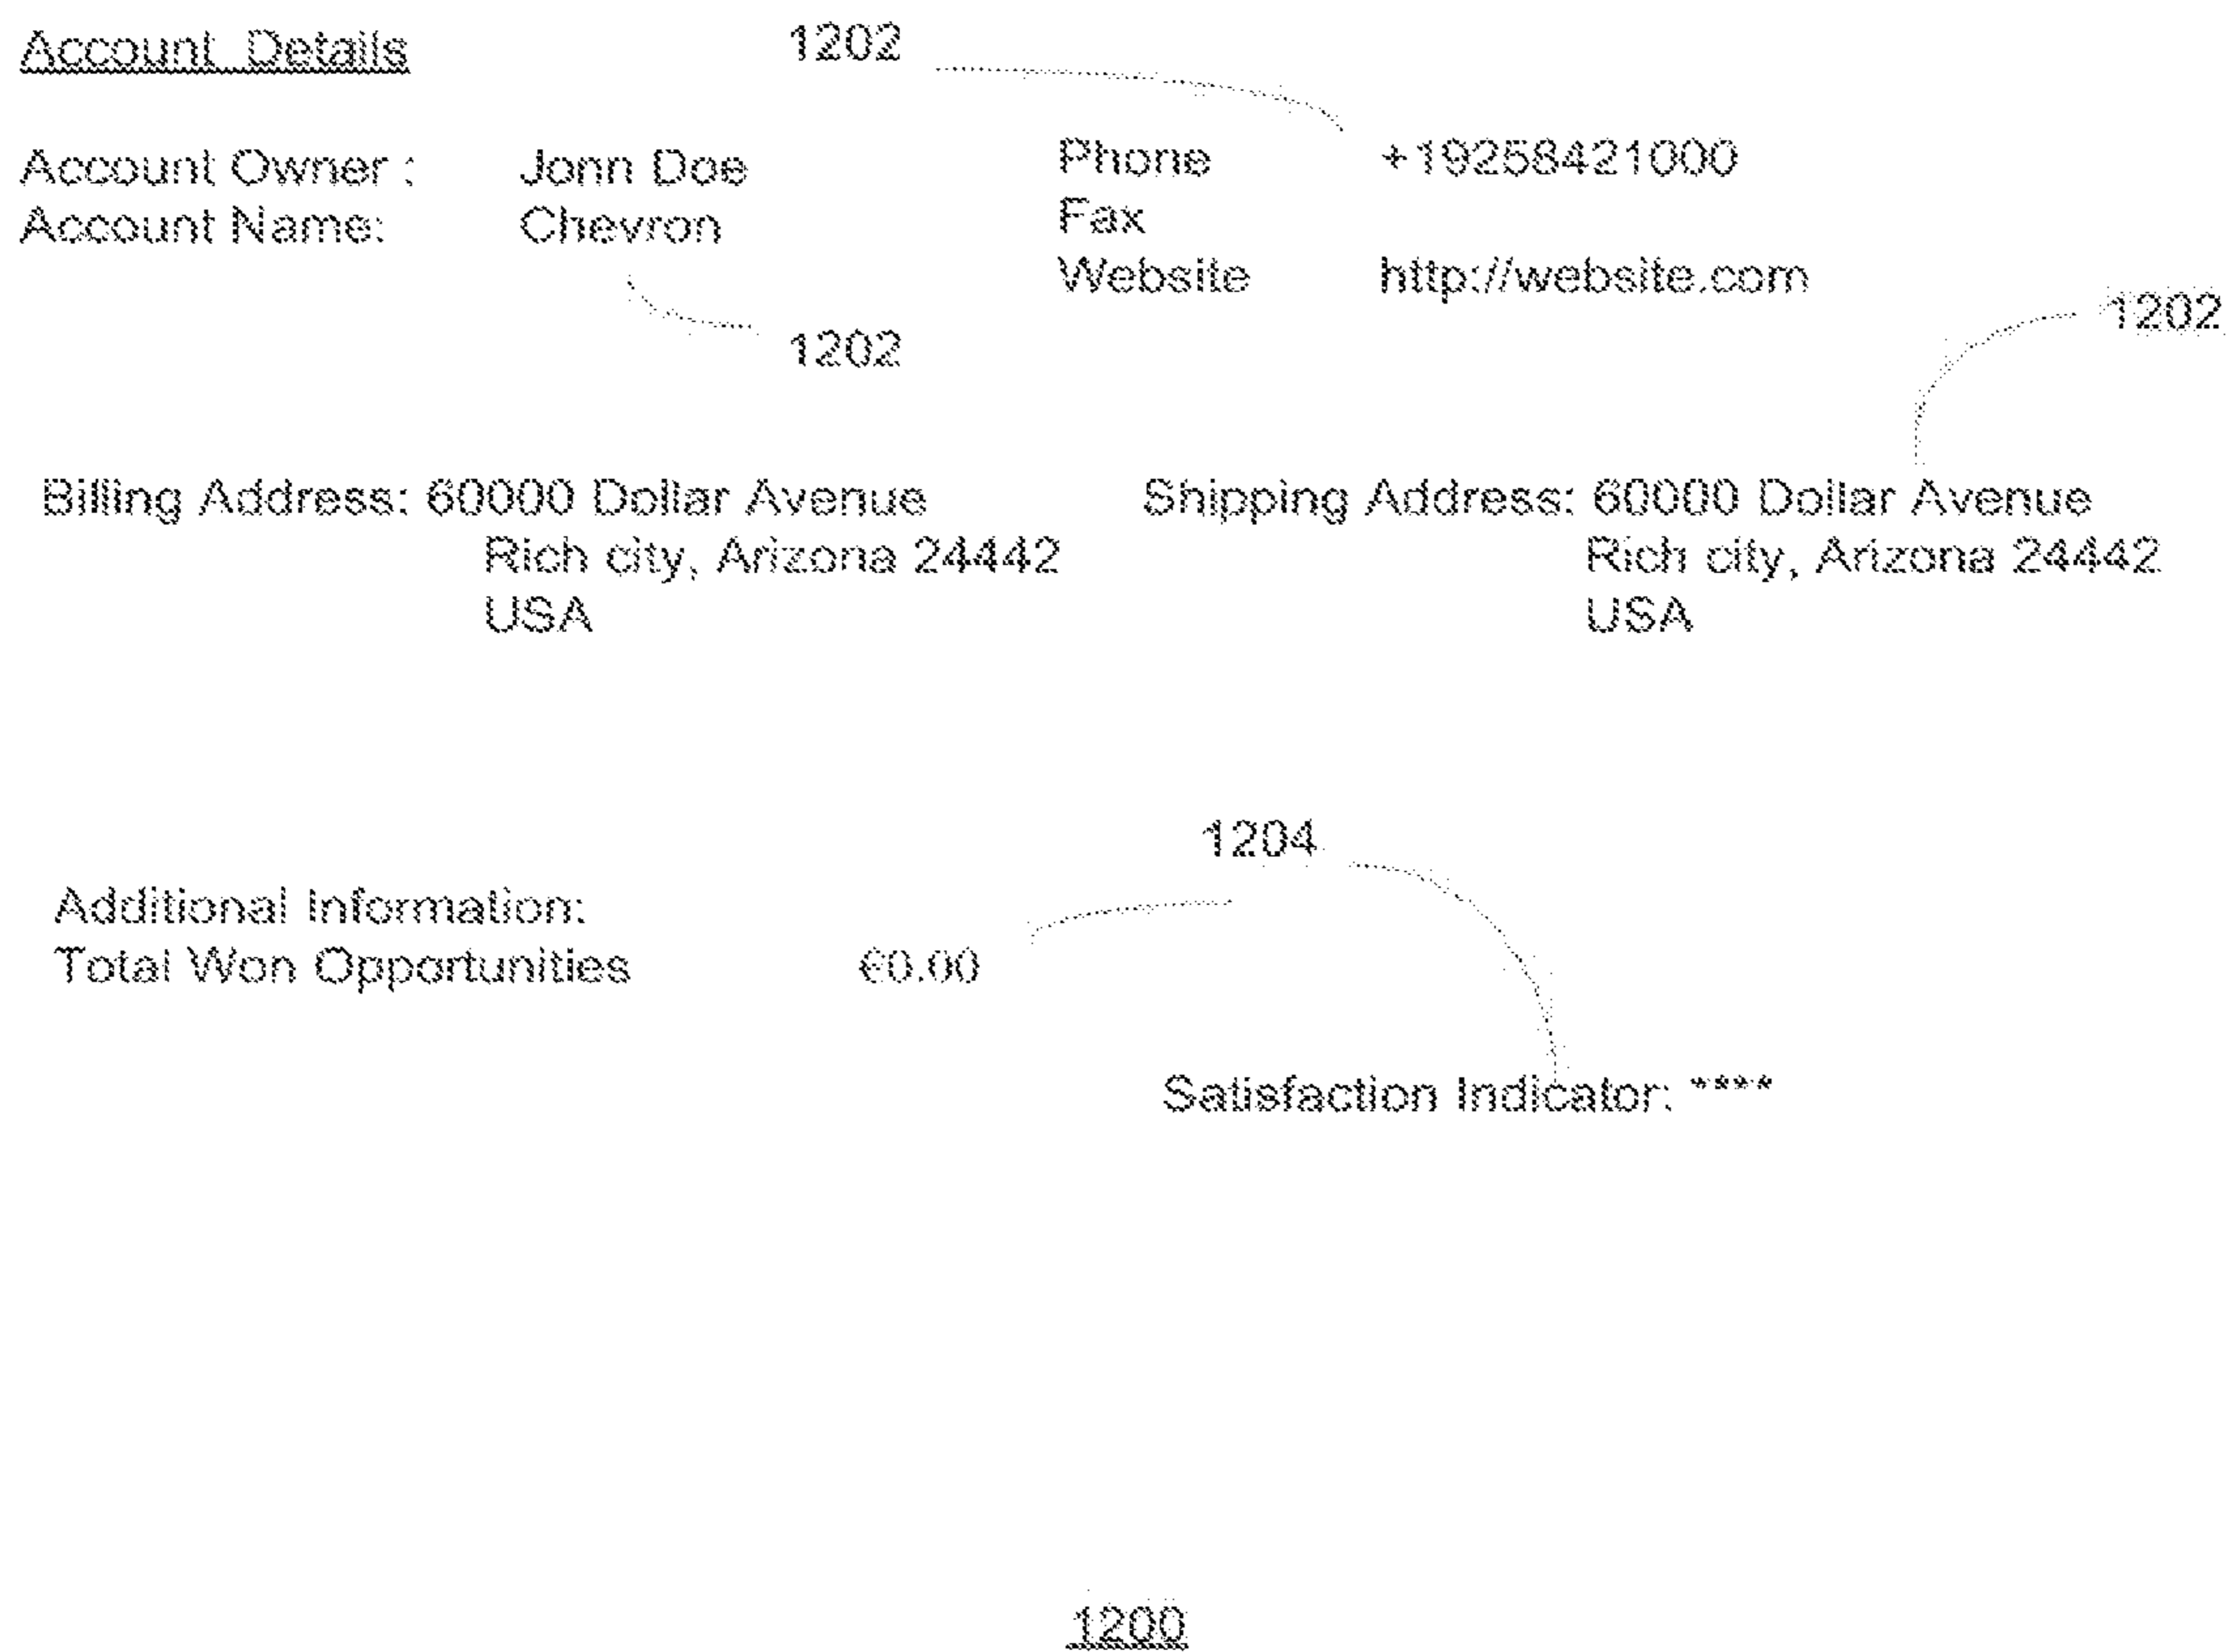 Account Details
1202
Account Owner : Jonn Doe
Phone +19258421000
Account Name: Chevron
Fax
Website http://website.com
1202
1202
Billing Address: 60000 Dollar Avenue
Rich city, Arizona 24442
USA
Shipping Address: 60000 Dollar Avenue
Rich city, Arizona 24442
USA
1204
Additional Information:
Total Won Opportunities €0.00
Satisfaction Indicator: ****
1200